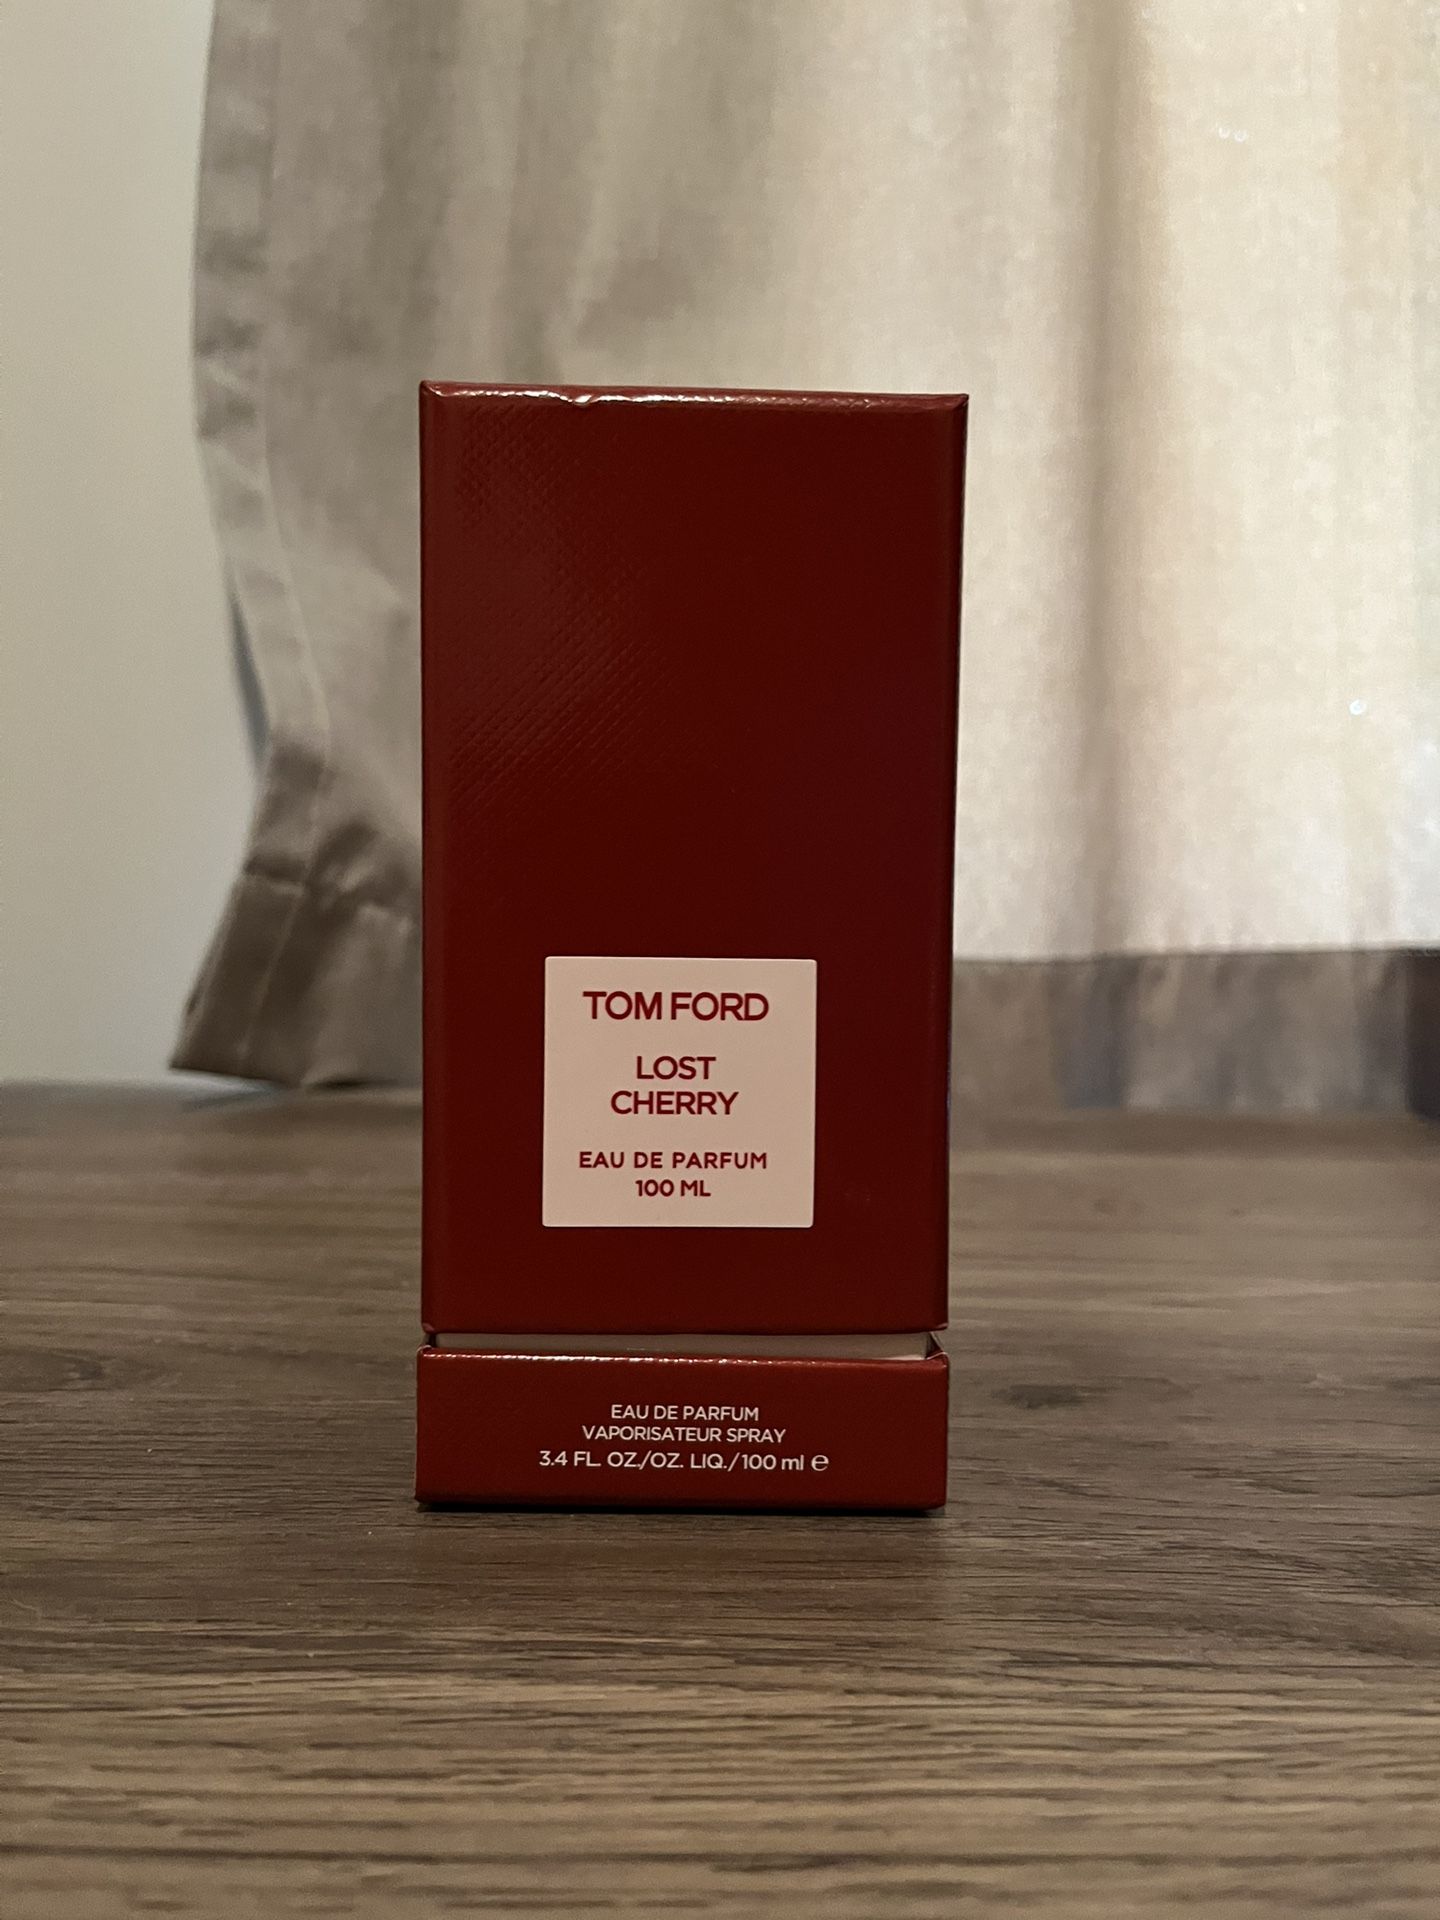 TOM FORD
LOST
CHERRY
EAU DE PARFUM
100 ML
EAU DE PARFUM
VAPORISATEUR SPRAY
3.4 FL. OZ./OZ. LIQ./100 ml ℮